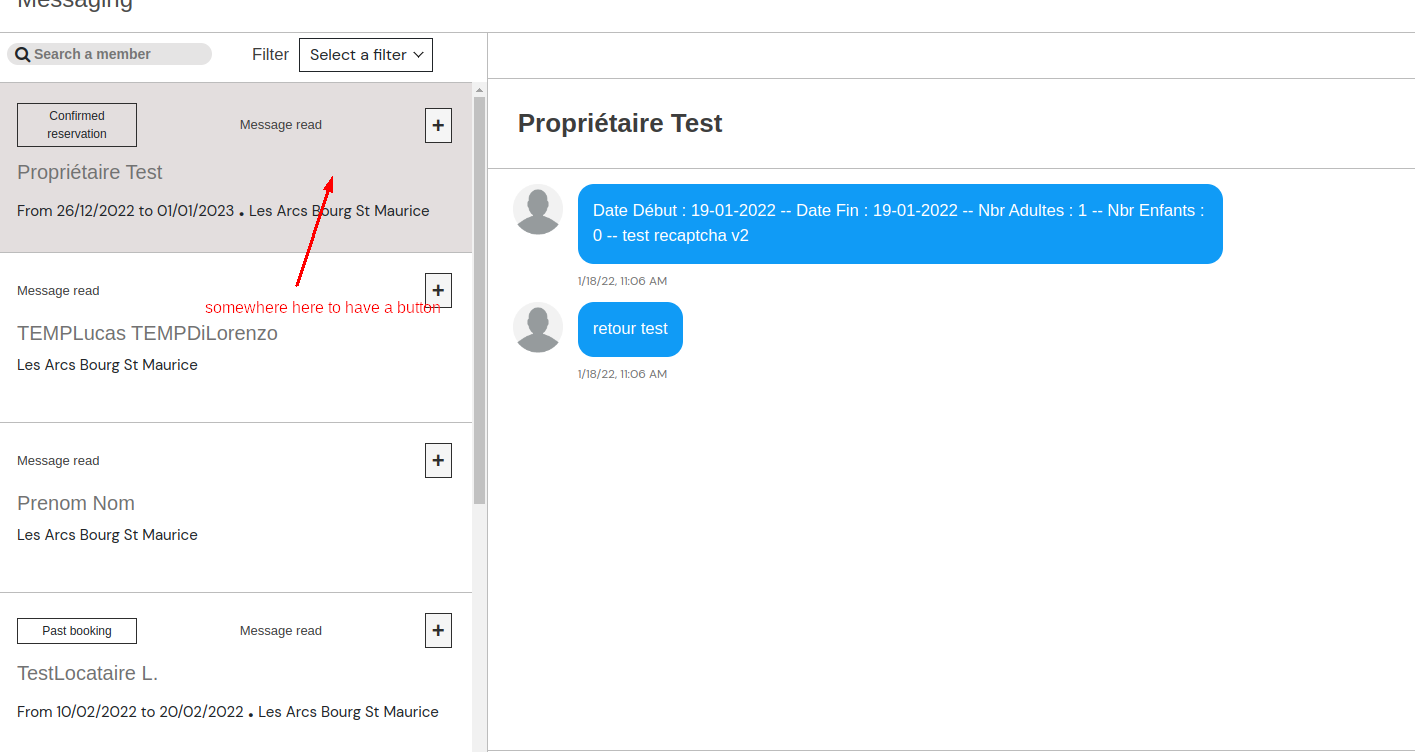 Messaging
Search a member
Filter
Select a filter
Confirmed
reservation
Message read
+
Propriétaire Test
From 26/12/2022 to 01/01/2023 • Les Arcs Bourg St Maurice
somewhere here to have a button
Message read
+
TEMPLucas TEMPDiLorenzo
Les Arcs Bourg St Maurice
Message read
+
Prenom Nom
Les Arcs Bourg St Maurice
Past booking
Message read
+
TestLocataire L.
From 10/02/2022 to 20/02/2022 • Les Arcs Bourg St Maurice
Propriétaire Test
Date Début : 19-01-2022 -- Date Fin : 19-01-2022 -- Nbr Adultes : 1 -- Nbr Enfants :
0 -- test recaptcha v2
1/18/22, 11:06 AM
retour test
1/18/22, 11:06 AM